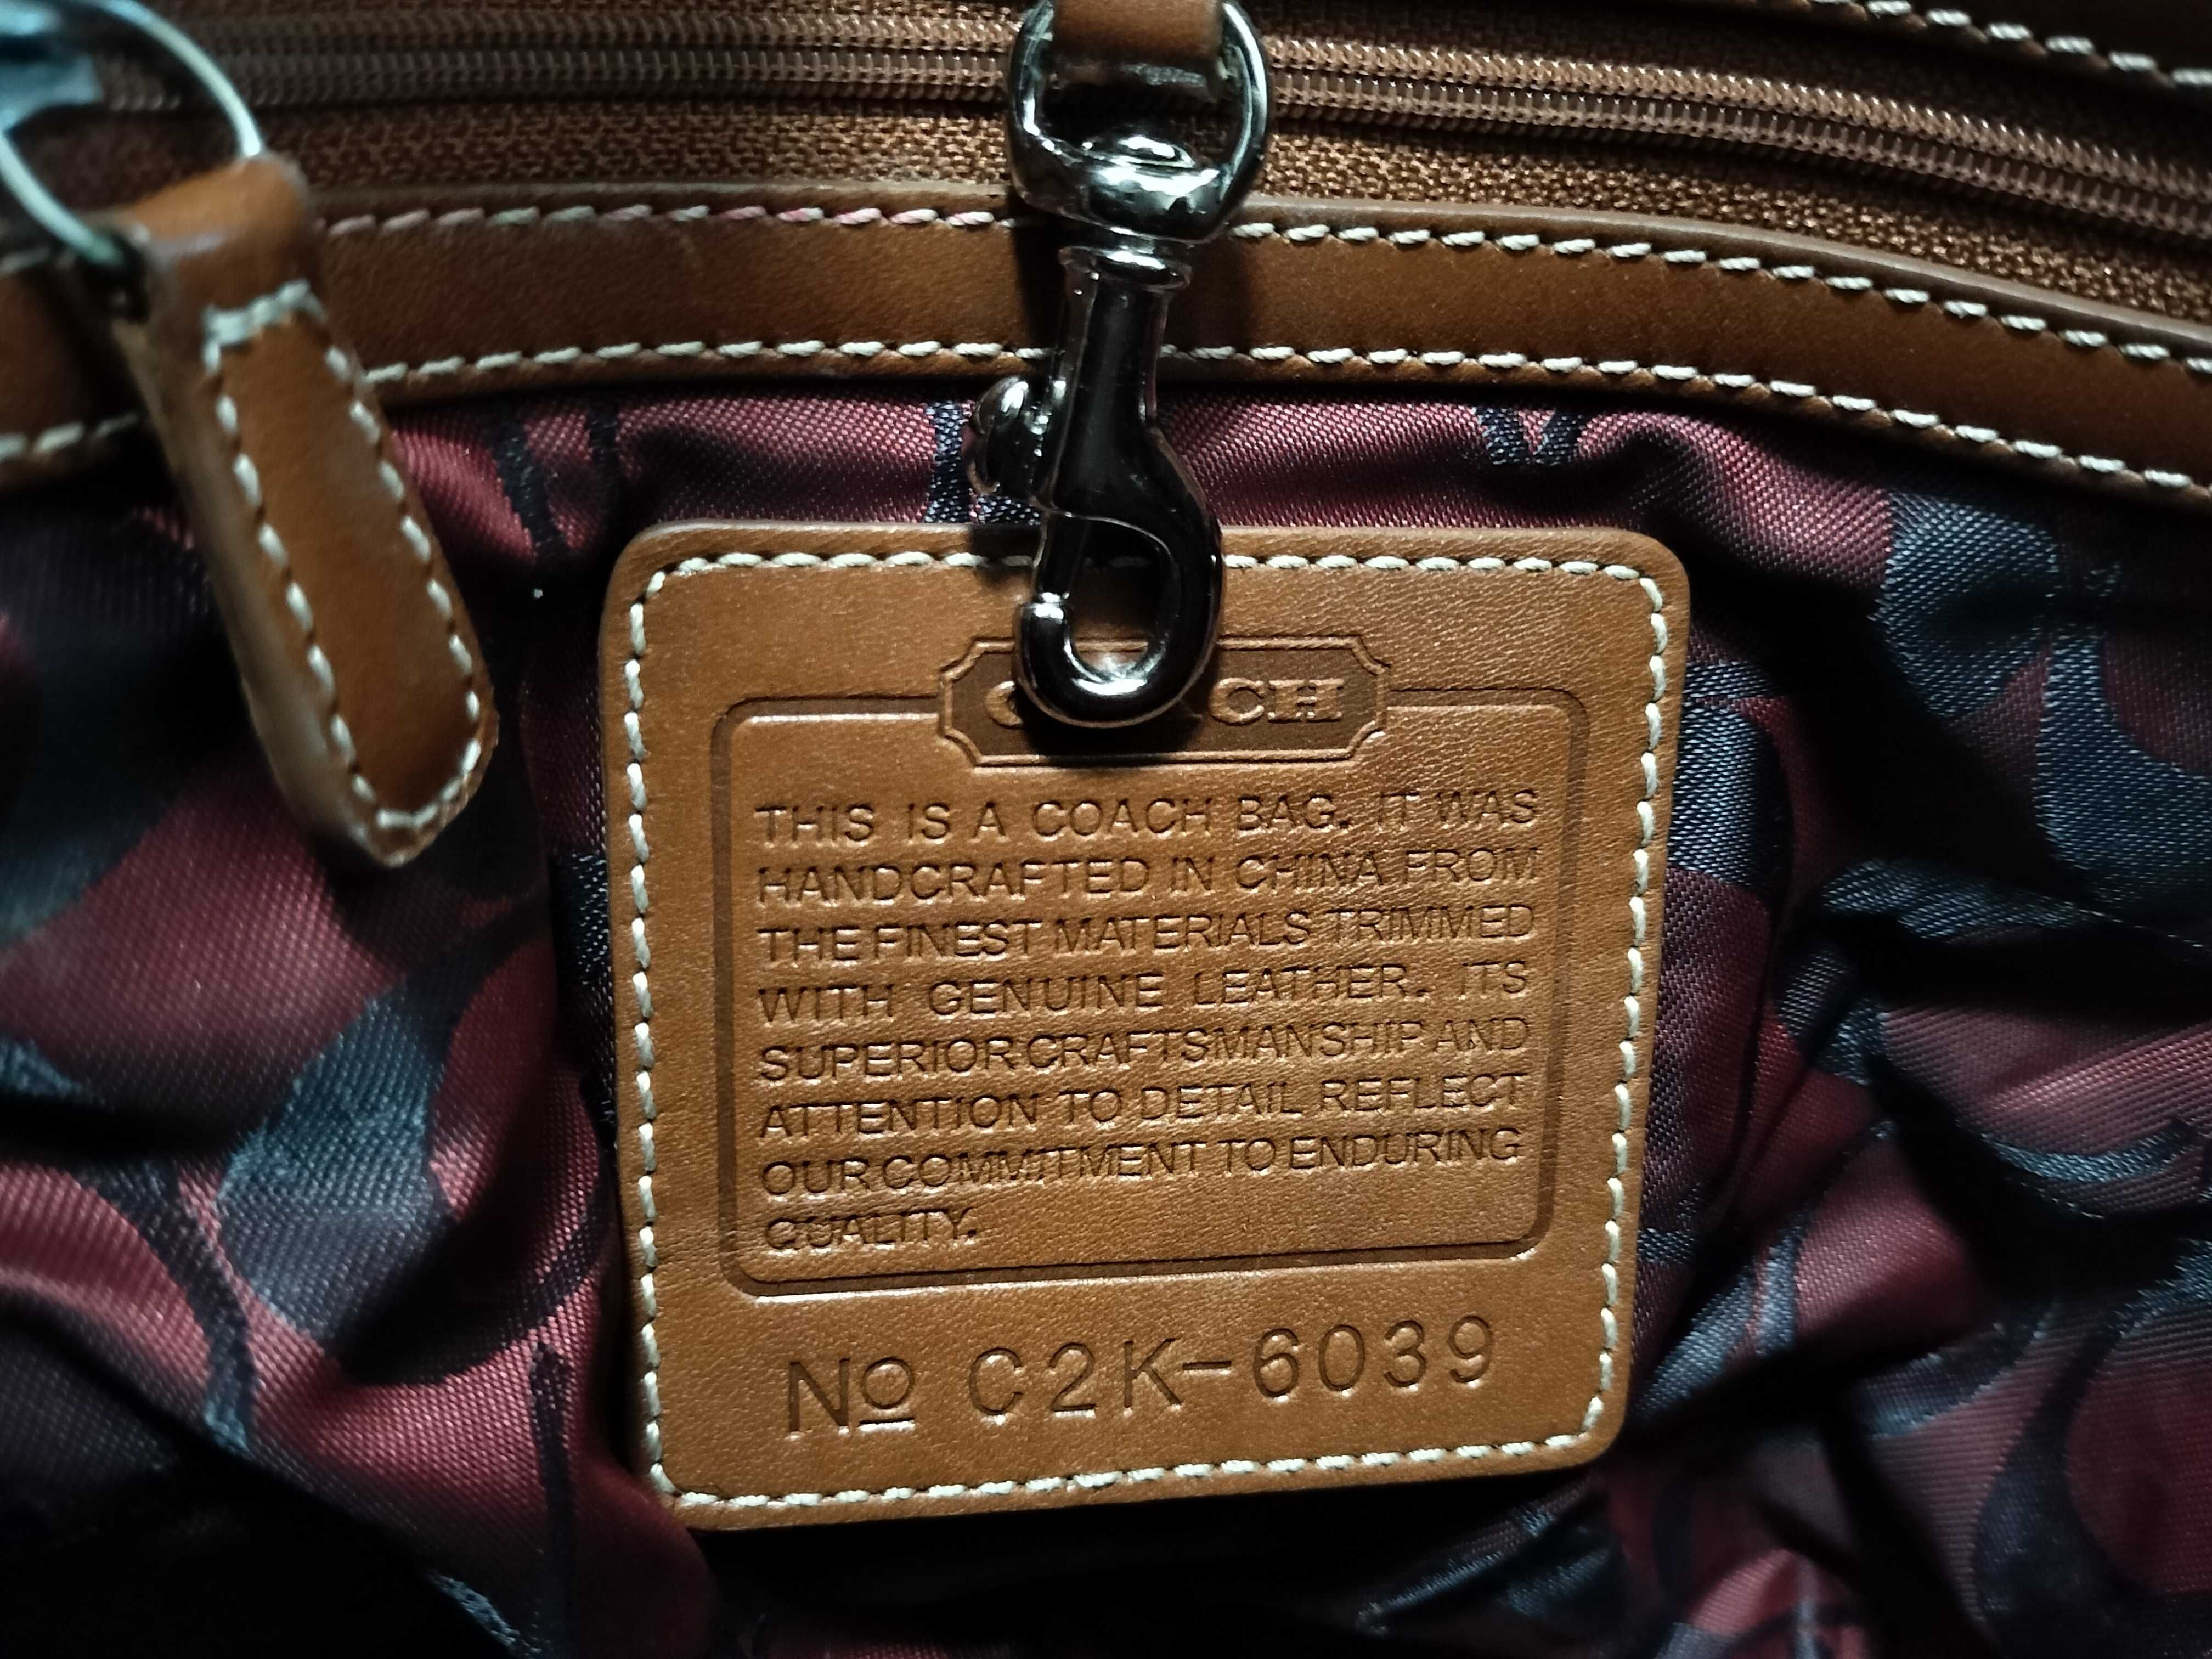 COACH
THIS IS A COACH BAG. IT WAS
HANDCRAFTED IN CHINA FROM
THE FINEST MATERIALS TRIMMED
WITH GENUINE LEATHER. ITS
SUPERIOR CRAFTSMANSHIP AND
ATTENTION TO DETAIL REFLECT
OUR COMMITMENT TO ENDURING
QUALITY.
No C2K-6039